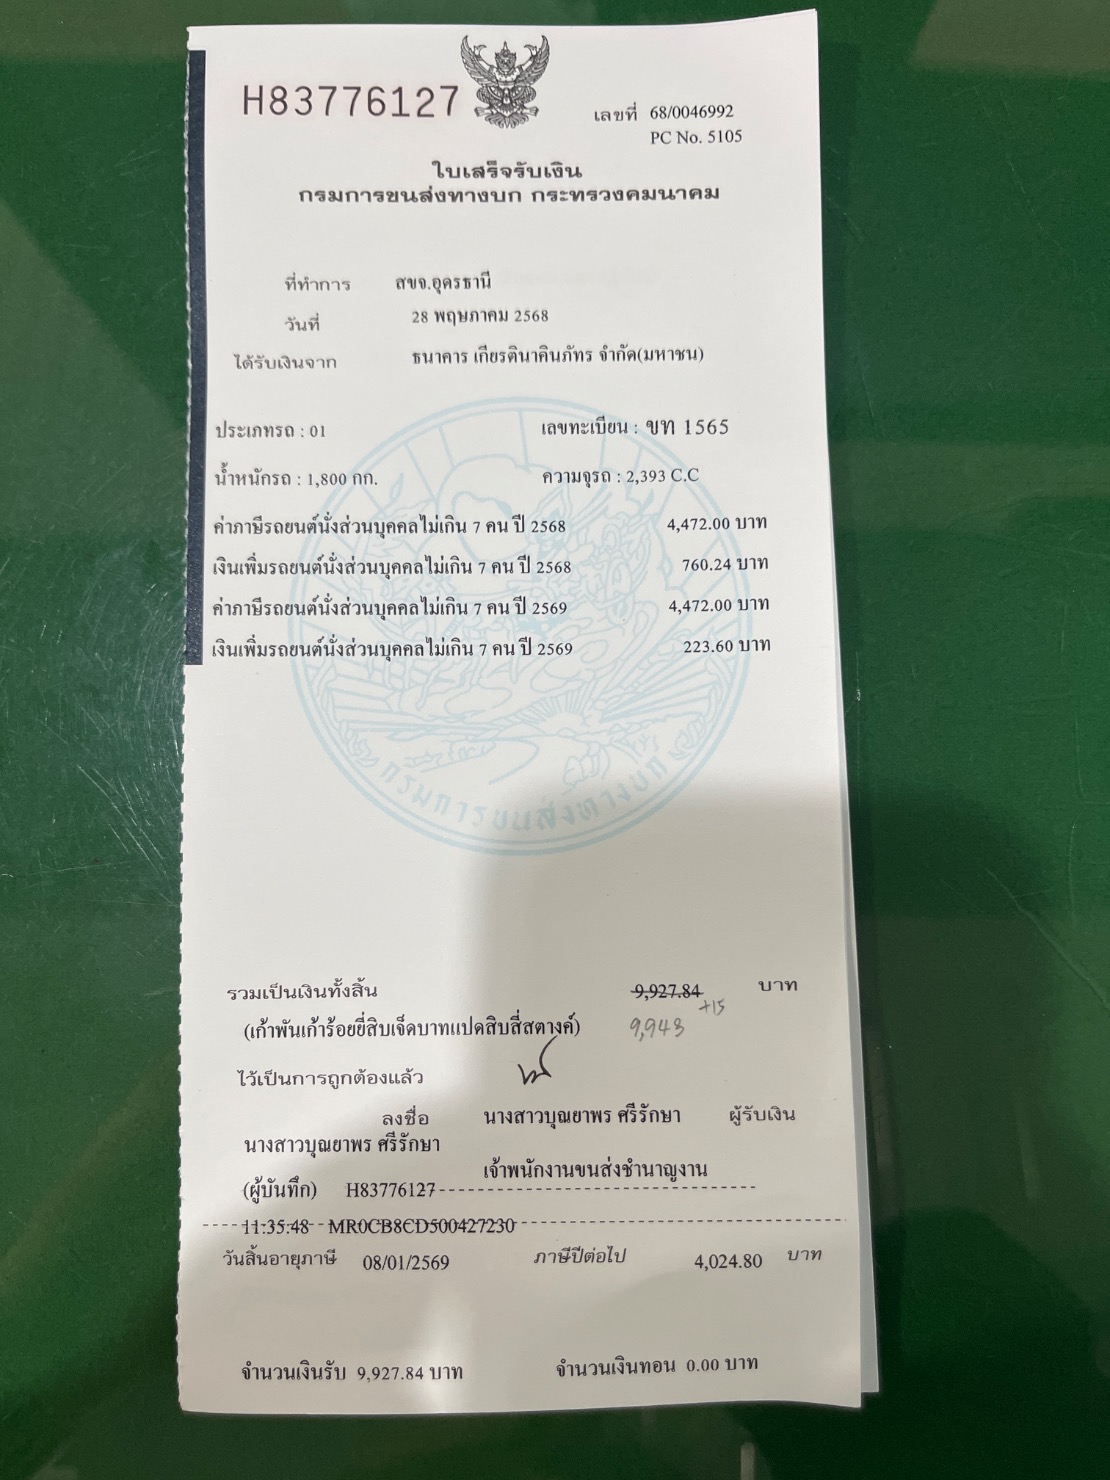 H83776127
เลขที่ 68/0046992
PC No. 5105
ใบเสร็จรับเงิน
กรมการขนส่งทางบก กระทรวงคมนาคม
ที่ทำการ สขจ.อุดรธานี
วันที่ 28 พฤษภาคม 2568
ได้รับเงินจาก ธนาคาร เกียรตินาคินภัทร จำกัด(มหาชน)
ประเภทรถ : 01 เลขทะเบียน : ขท 1565
น้ำหนักรถ : 1,800 กก. ความจุรถ : 2,393 C.C
ค่าภาษีรถยนต์นั่งส่วนบุคคลไม่เกิน 7 คน ปี 2568 4,472.00 บาท
เงินเพิ่มรถยนต์นั่งส่วนบุคคลไม่เกิน 7 คน ปี 2568 760.24 บาท
ค่าภาษีรถยนต์นั่งส่วนบุคคลไม่เกิน 7 คน ปี 2569 4,472.00 บาท
เงินเพิ่มรถยนต์นั่งส่วนบุคคลไม่เกิน 7 คน ปี 2569 223.60 บาท
กรมการขนส่งทางบก
รวมเป็นเงินทั้งสิ้น 9,927.84 บาท
+15
(เก้าพันเก้าร้อยยี่สิบเจ็ดบาทแปดสิบสี่สตางค์) 9,943
ไว้เป็นการถูกต้องแล้ว
ลงชื่อ นางสาวบุณยาพร ศรีรักษา ผู้รับเงิน
นางสาวบุณยาพร ศรีรักษา
เจ้าพนักงานขนส่งชำนาญงาน
(ผู้บันทึก) H83776127
11:35:48 MR0CB8CD500427230
วันสิ้นอายุภาษี 08/01/2569 ภาษีปีต่อไป 4,024.80 บาท
จำนวนเงินรับ 9,927.84 บาท จำนวนเงินทอน 0.00 บาท